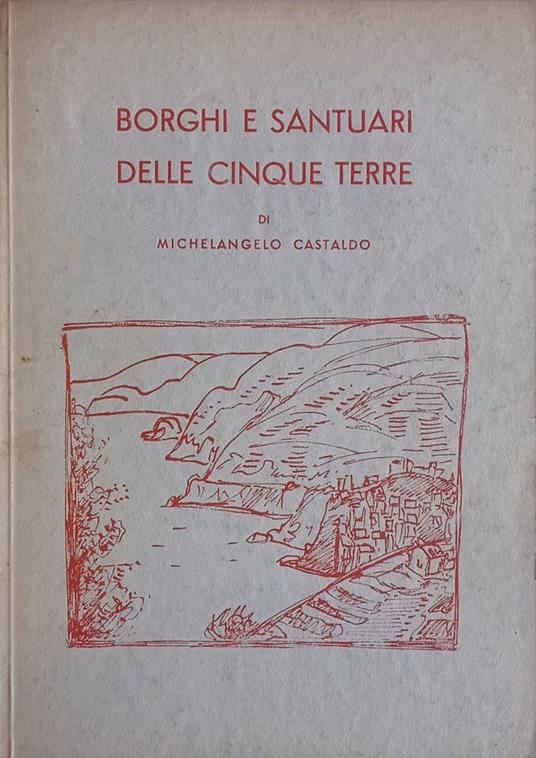 BORGHI E SANTUARI
DELLE CINQUE TERRE
DI
MICHELANGELO CASTALDO